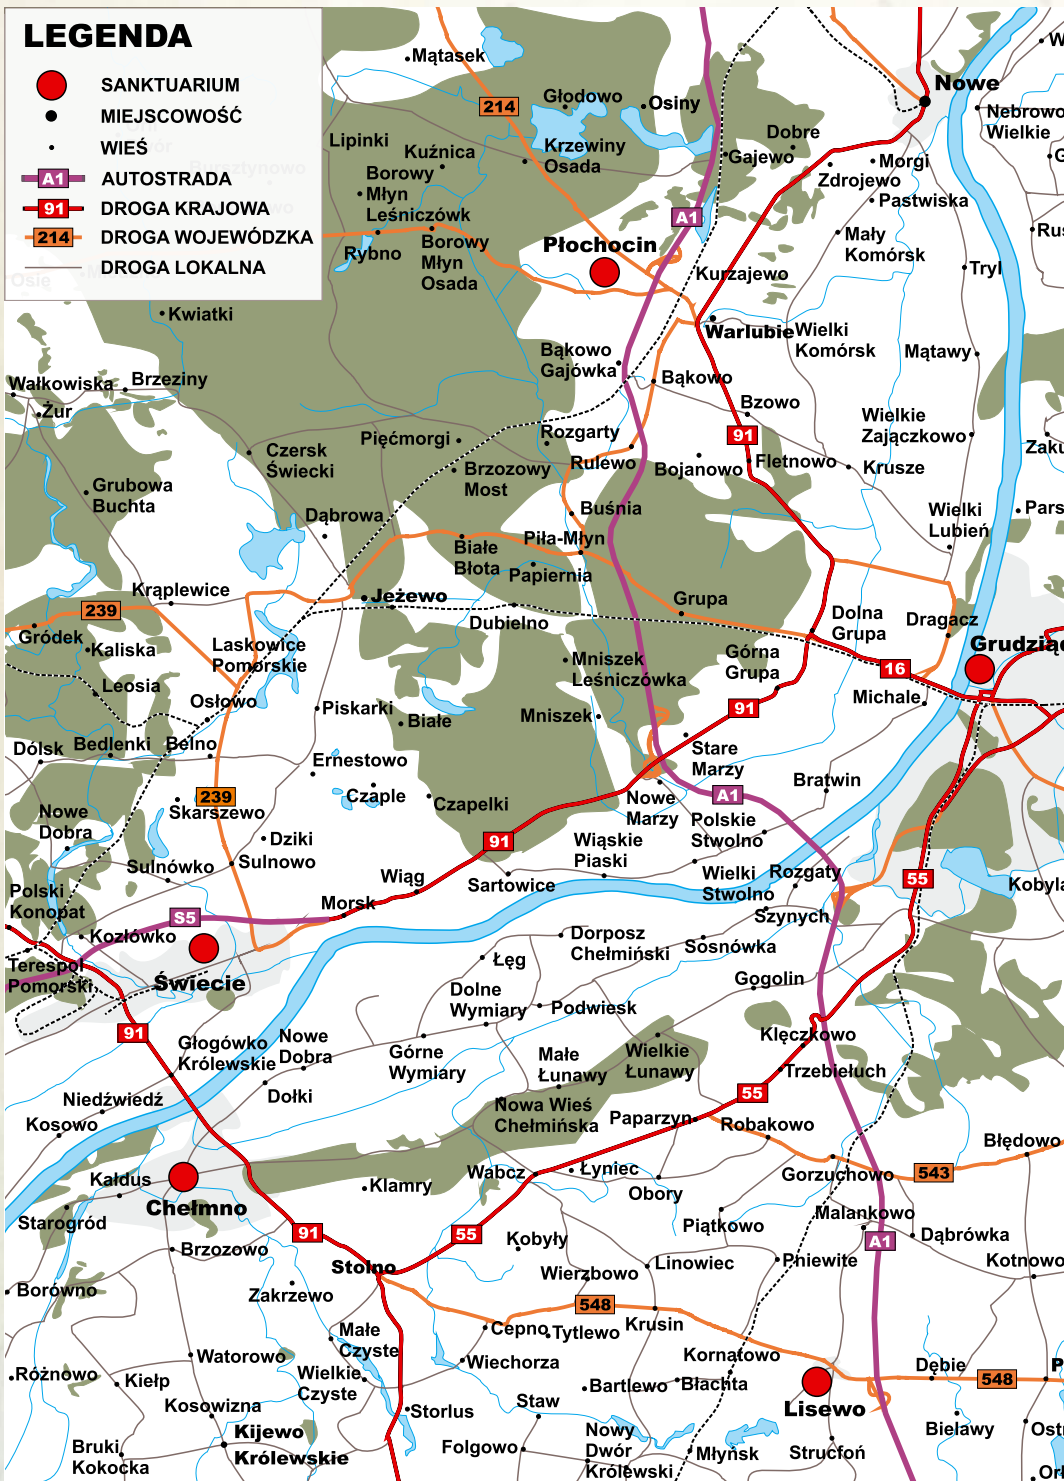 LEGENDA
SANKTUARIUM
MIEJSCOWOŚĆ
WIEŚ
A1 AUTOSTRADA
91 DROGA KRAJOWA
214 DROGA WOJEWÓDZKA
DROGA LOKALNA
Osie
Mątasek
Nowe
214
Głodowo
Osiny
Nebrowo
Wielkie
Lipinki
Kuźnica
Krzewiny
Osada
Dobre
Gajewo
Morgi
Zdrojewo
Borowy
Młyn
Leśniczówk
Pastwiska
A1
Rybno
Borowy
Młyn
Osada
Płochocin
Mały
Komórsk
Kurzajewo
Tryl
Kwiatki
Warlubie
Wielki
Komórsk
Bąkowo
Gajówka
Mątawy
Wałkowiska
Brzeziny
Bąkowo
Żur
Bzowo
Wielkie
Zajączkowo
Pięćmorgi
Rozgarty
91
Czersk
Świecki
Brzozowy
Most
Rulewo
Bojanowo
Fletnowo
Krusze
Grubowa
Buchta
Buśnia
Wielki
Lubień
Dąbrowa
Białe
Błota
Piła-Młyn
Papiernia
Krąplewice
Jeżewo
Grupa
239
Dubielno
Dolna
Grupa
Dragacz
Gródek
Kaliska
Laskowice
Pomorskie
Mniszek
Leśniczówka
Górna
Grupa
16
Leosia
Osłowo
Piskarki
Białe
Mniszek
91
Michale
Dólsk
Bedlenki
Belno
Ernestowo
Stare
Marzy
239
Skarszewo
Czaple
Czapelki
Nowe
Marzy
A1
Bratwin
Nowe
Dobra
Dziki
91
Polskie
Stwolno
Sulnówko
Sulnowo
Wiąskie
Piaski
Polski
Konopat
Wiąg
Sartowice
Wielki
Stwolno
Rozgaty
55
Morsk
S5
Szynych
Kozłówko
Dorposz
Chełmiński
Sosnówka
Terespol
Pomorski
Świecie
Łęg
Gogolin
Dolne
Wymiary
Podwiesk
91
Głogówko
Królewskie
Nowe
Dobra
Górne
Wymiary
Małe
Łunawy
Wielkie
Łunawy
Klęczkowo
Trzebiełuch
Niedźwiedź
Dołki
Nowa Wieś
Chełmińska
55
Kosowo
Paparzyn
Robakowo
Błędowo
Kałdus
Wabcz
Łyniec
Gorzuchowo
543
Chełmno
Klamry
Obory
Starogród
Piątkowo
Malankowo
91
55
A1
Dąbrówka
Brzozowo
Kobyły
Stolno
Wierzbowo
Linowiec
Pniewite
Kotnowo
Borówno
Zakrzewo
548
Małe
Czyste
Cepno
Tytlewo
Krusin
Watorowo
Wiechorza
Kornatowo
Dębie
Różnowo
Kiełp
Wielkie
Czyste
Bartlewo
Błachta
548
Kosowizna
Storlus
Staw
Lisewo
Kijewo
Królewskie
Nowy
Dwór
Królewski
Bielawy
Bruki
Kokocka
Folgowo
Młyńsk
Strucfoń